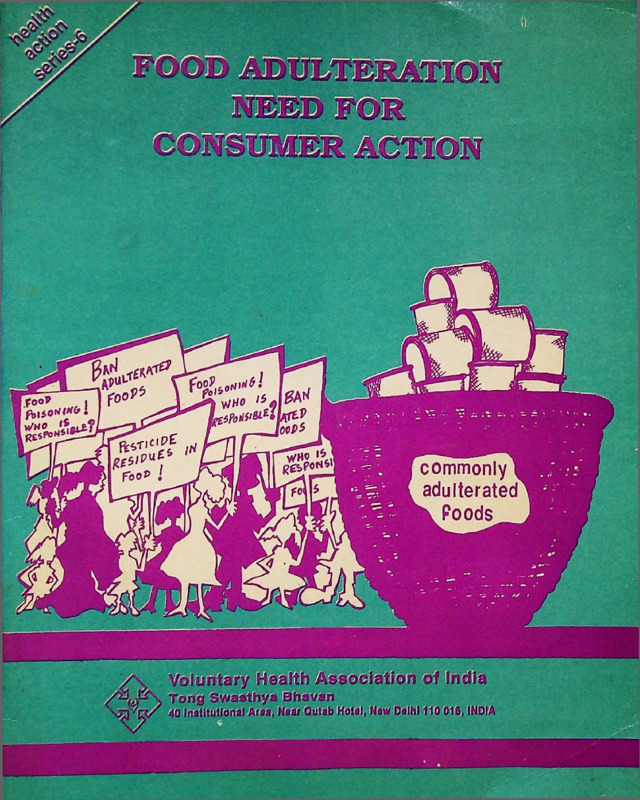 health
action
series-6
FOOD ADULTERATION
NEED FOR
CONSUMER ACTION
BAN
ADULTERATED
FOODS
FOOD
POISONING!
WHO IS
RESPONSIBLE?
FOOD
POISONING!
WHO IS
RESPONSIBLE?
BAN
ATED
OODS
PESTICIDE
RESIDUES IN
FOOD!
WHO IS
RESPONSI
commonly
adulterated
foods
Voluntary Health Association of India
Tong Swasthya Bhavan
40 Institutional Area, Near Qutab Hotel, New Delhi 110 016, INDIA